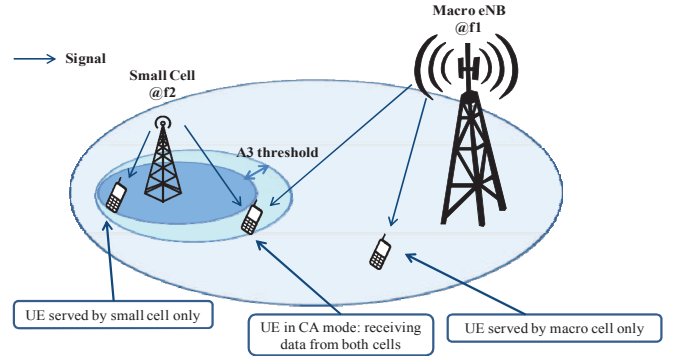 Macro eNB
@f1
Signal
Small Cell
@f2
A3 threshold
UE served by small cell only
UE in CA mode: receiving
data from both cells
UE served by macro cell only